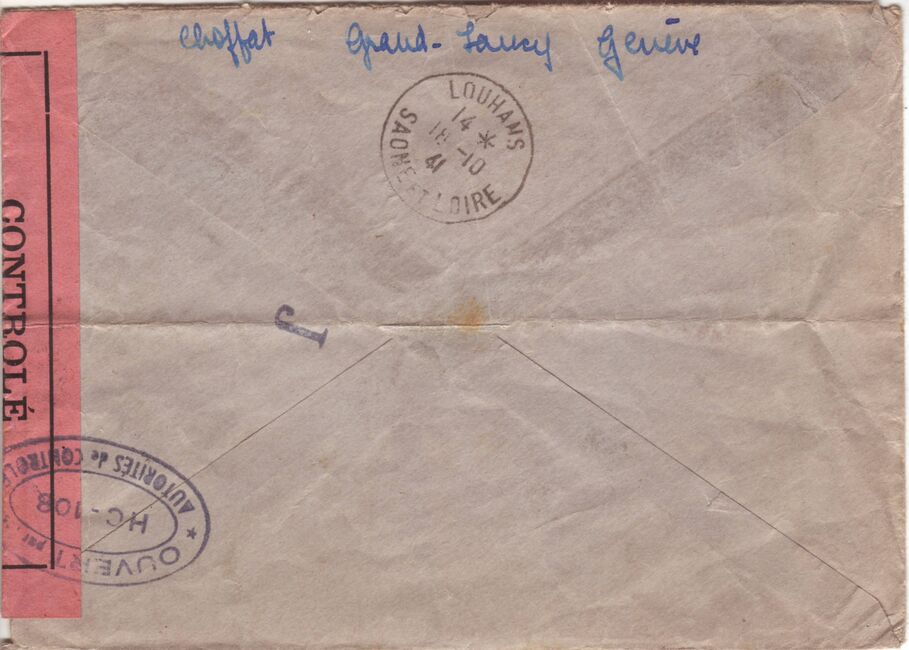 Choffat Grand-Lancy Genève
LOUHANS
14 *
18 -10
41
SAONE ET LOIRE
J
CONTROLÉ
OUVERT par
AUTORITÉS de CONTROLE
HC-108